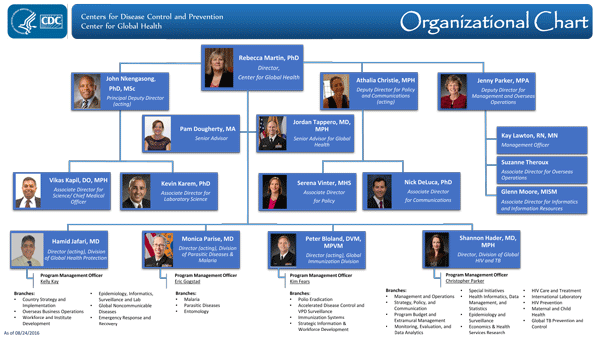 CDC
Centers for Disease Control and Prevention
Center for Global Health
Organizational Chart
Rebecca Martin, PhD
Director,
Center for Global Health
John Nkengasong,
PhD, MSc
Principal Deputy Director
(acting)
Athalia Christie, MPH
Deputy Director for Policy
and Communications
(acting)
Jenny Parker, MPA
Deputy Director for
Management and Overseas
Operations
Pam Dougherty, MA
Senior Advisor
Jordan Tappero, MD,
MPH
Senior Advisor for Global
Health
Kay Lawton, RN, MN
Management Officer
Suzanne Theroux
Associate Director for Overseas
Operations
Glenn Moore, MISM
Associate Director for Informatics
and Information Resources
Vikas Kapil, DO, MPH
Associate Director for
Science/ Chief Medical
Officer
Kevin Karem, PhD
Associate Director for
Laboratory Science
Serena Vinter, MHS
Associate Director
for Policy
Nick DeLuca, PhD
Associate Director
for Communications
Hamid Jafari, MD
Director (acting), Division
of Global Health Protection
Monica Parise, MD
Director (acting), Division
of Parasitic Diseases &
Malaria
Peter Bloland, DVM,
MPVM
Director (acting), Global
Immunization Division
Shannon Hader, MD,
MPH
Director, Division of Global
HIV and TB
Program Management Officer
Kelly Kay
Branches:
• Country Strategy and
Implementation
• Overseas Business Operations
• Workforce and Institute
Development
• Epidemiology, Informatics,
Surveillance and Lab
• Global Noncommunicable
Diseases
• Emergency Response and
Recovery
Program Management Officer
Eric Gogstad
Branches:
• Malaria
• Parasitic Diseases
• Entomology
Program Management Officer
Kim Fears
Branches:
• Polio Eradication
• Accelerated Disease Control and
VPD Surveillance
• Immunization Systems
• Strategic Information &
Workforce Development
Program Management Officer
Christopher Parker
Branches:
• Management and Operations
• Strategy, Policy, and
Communication
• Program Budget and
Extramural Management
• Monitoring, Evaluation, and
Data Analytics
• Special Initiatives
• Health Informatics, Data
Management, and
Statistics
• Epidemiology and
Surveillance
• Economics & Health
Services Research
• HIV Care and Treatment
• International Laboratory
• HIV Prevention
• Maternal and Child
Health
• Global TB Prevention and
Control
As of 08/24/2016